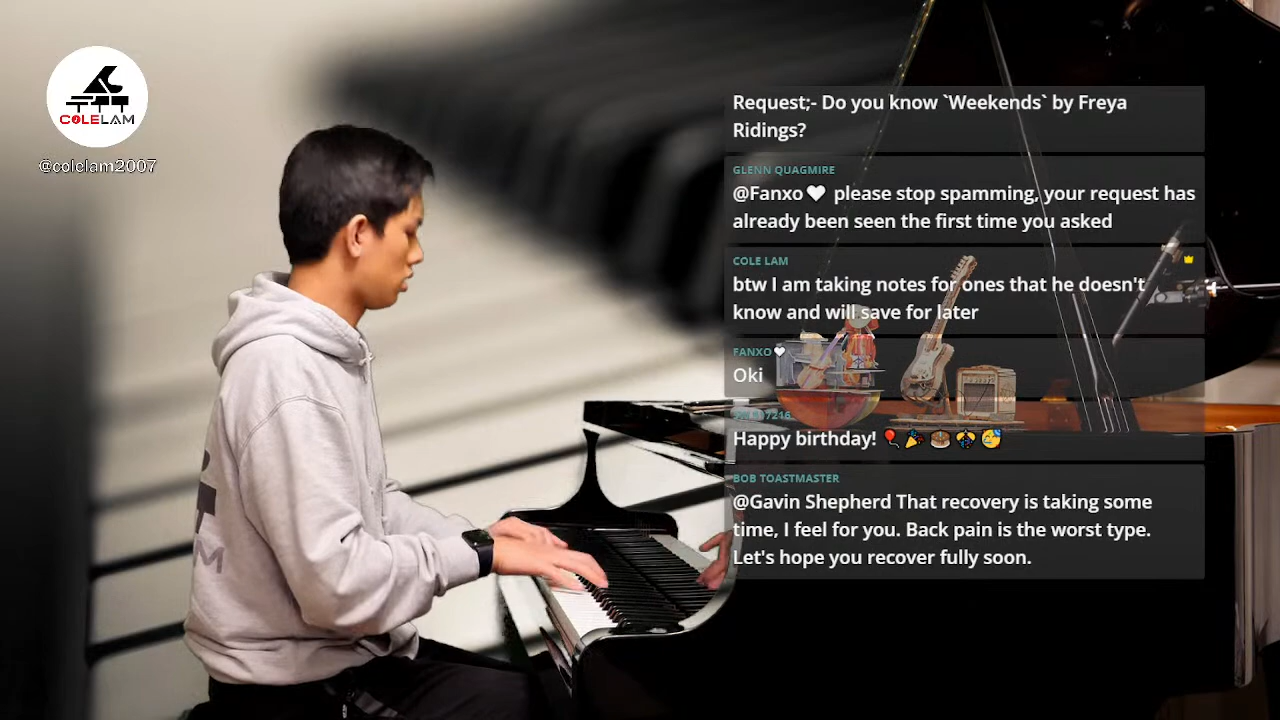 COLELAM
@colelam2007
Request;- Do you know `Weekends` by Freya
Ridings?
GLENN QUAGMIRE
@Fanxo🤍 please stop spamming, your request has
already been seen the first time you asked
COLE LAM
btw I am taking notes for ones that he doesn't
know and will save for later
FANXO🤍
Oki
Happy birthday! 🎈🎉🎂🎊🥳
BOB TOASTMASTER
@Gavin Shepherd That recovery is taking some
time, I feel for you. Back pain is the worst type.
Let's hope you recover fully soon.